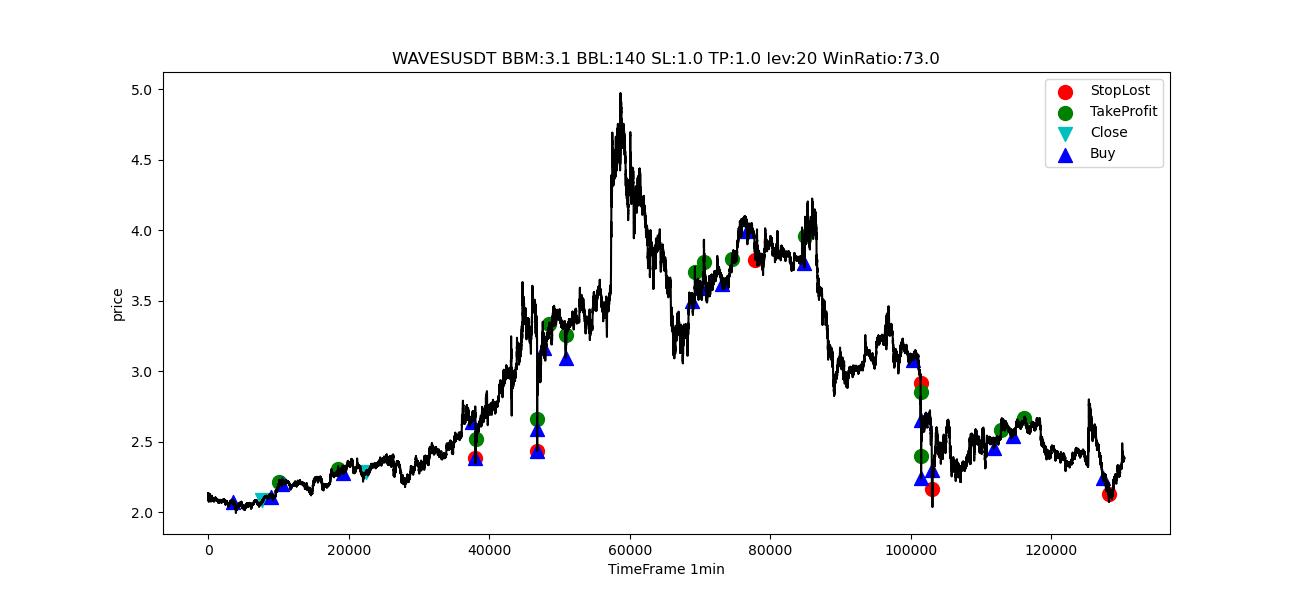 WAVESUSDT BBM:3.1 BBL:140 SL:1.0 TP:1.0 lev:20 WinRatio:73.0
StopLost
TakeProfit
Close
Buy
5.0
4.5
4.0
3.5
3.0
2.5
2.0
price
0 20000 40000 60000 80000 100000 120000
TimeFrame 1min